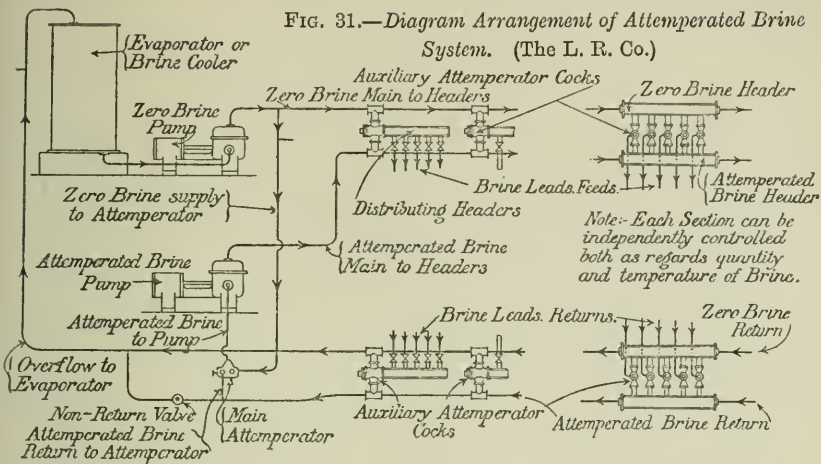 FIG. 31.—Diagram Arrangement of Attemperated Brine
System. (The L. R. Co.)
Evaporator or
Brine Cooler
Zero Brine
Pump
Zero Brine Main to Headers
Auxiliary Attemperator Cocks
Zero Brine Header
Zero Brine supply
to Attemperator
Brine Leads. Feeds.
Distributing Headers
Attemperated
Brine Header
Note:- Each Section can be
independently controlled
both as regards quantity
and temperature of Brine.
Attemperated Brine
Pump
Attemperated Brine
Main to Headers
Attemperated Brine
to Pump
Brine Leads. Returns.
Zero Brine
Return
Overflow to
Evaporator
Non-Return Valve
Attemperated Brine
Return to Attemperator
Main
Attemperator
Auxiliary Attemperator
Cocks
Attemperated Brine Return